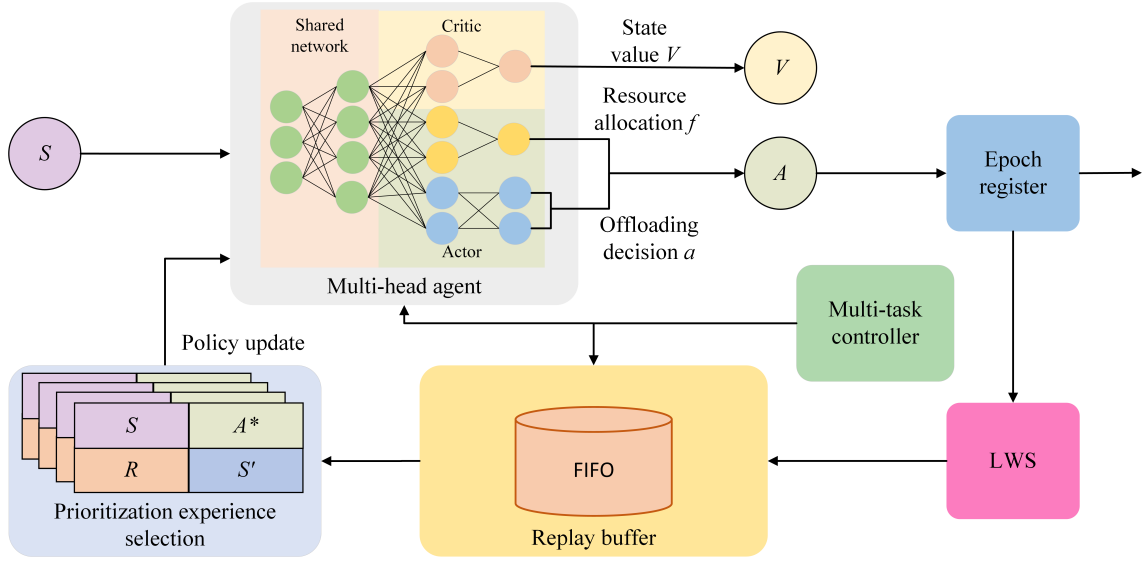 Shared
network
Critic
Actor
Multi-head agent
S
State
value V
V
Resource
allocation f
A
Offloading
decision a
Epoch
register
Multi-task
controller
LWS
Policy update
S
A*
R
S'
Prioritization experience
selection
FIFO
Replay buffer